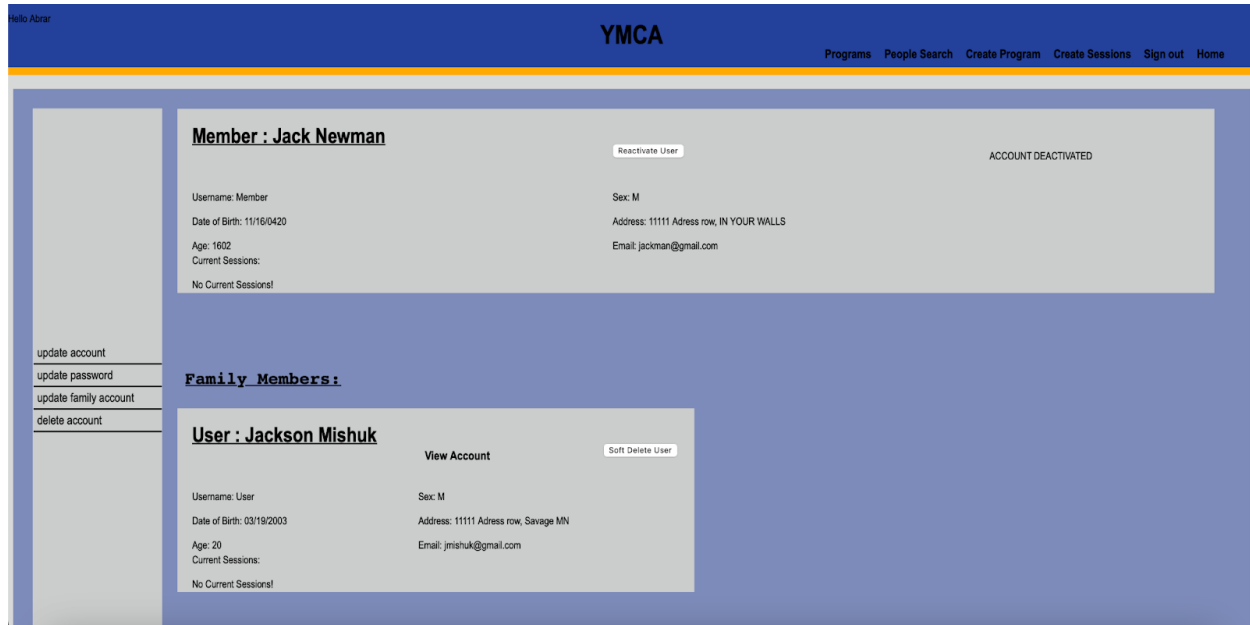 Hello Abrar
YMCA
Programs People Search Create Program Create Sessions Sign out Home
Member : Jack Newman
Reactivate User
ACCOUNT DEACTIVATED
Username: Member
Sex: M
Date of Birth: 11/16/0420
Address: 11111 Adress row, IN YOUR WALLS
Age: 1602
Email: jackman@gmail.com
Current Sessions:
No Current Sessions!
update account
update password
update family account
delete account
Family Members:
User : Jackson Mishuk
View Account
Soft Delete User
Username: User
Sex: M
Date of Birth: 03/19/2003
Address: 11111 Adress row, Savage MN
Age: 20
Email: jmishuk@gmail.com
Current Sessions:
No Current Sessions!